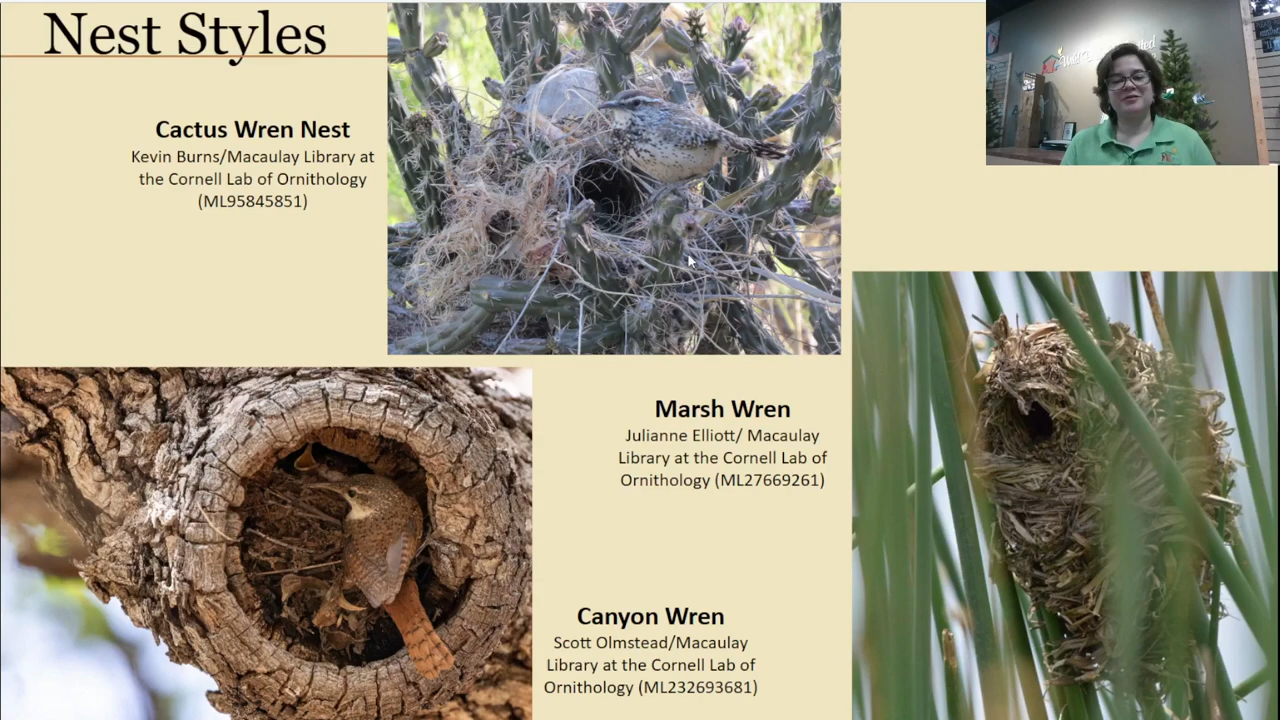 Nest Styles
Cactus Wren Nest
Kevin Burns/Macaulay Library at
the Cornell Lab of Ornithology
(ML95845851)
Marsh Wren
Julianne Elliott/ Macaulay
Library at the Cornell Lab of
Ornithology (ML27669261)
Canyon Wren
Scott Olmstead/Macaulay
Library at the Cornell Lab of
Ornithology (ML232693681)